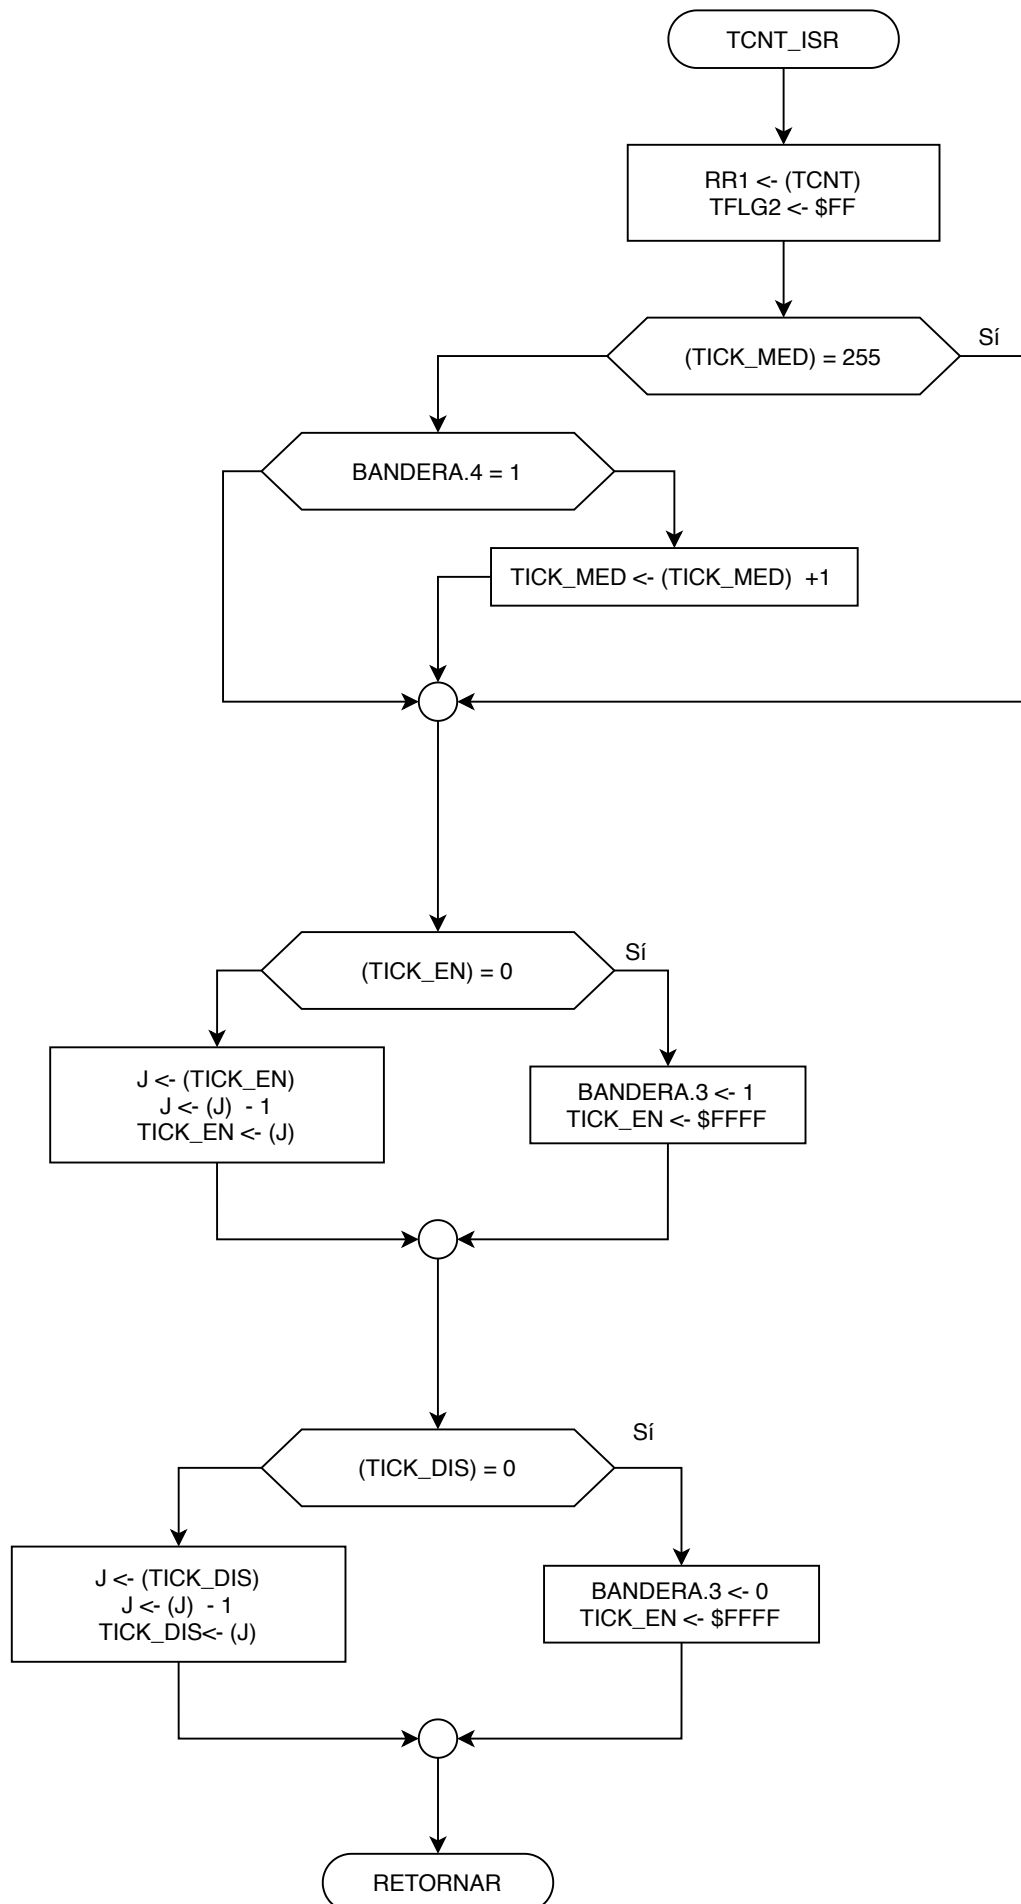 TCNT_ISR
RR1 <- (TCNT)
TFLG2 <- $FF
(TICK_MED) = 255
Sí
BANDERA.4 = 1
TICK_MED <- (TICK_MED)  +1
(TICK_EN) = 0
Sí
J <- (TICK_EN)
J <- (J)  - 1
TICK_EN <- (J)
BANDERA.3 <- 1
TICK_EN <- $FFFF
(TICK_DIS) = 0
Sí
J <- (TICK_DIS)
J <- (J)  - 1
TICK_DIS<- (J)
BANDERA.3 <- 0
TICK_EN <- $FFFF
RETORNAR